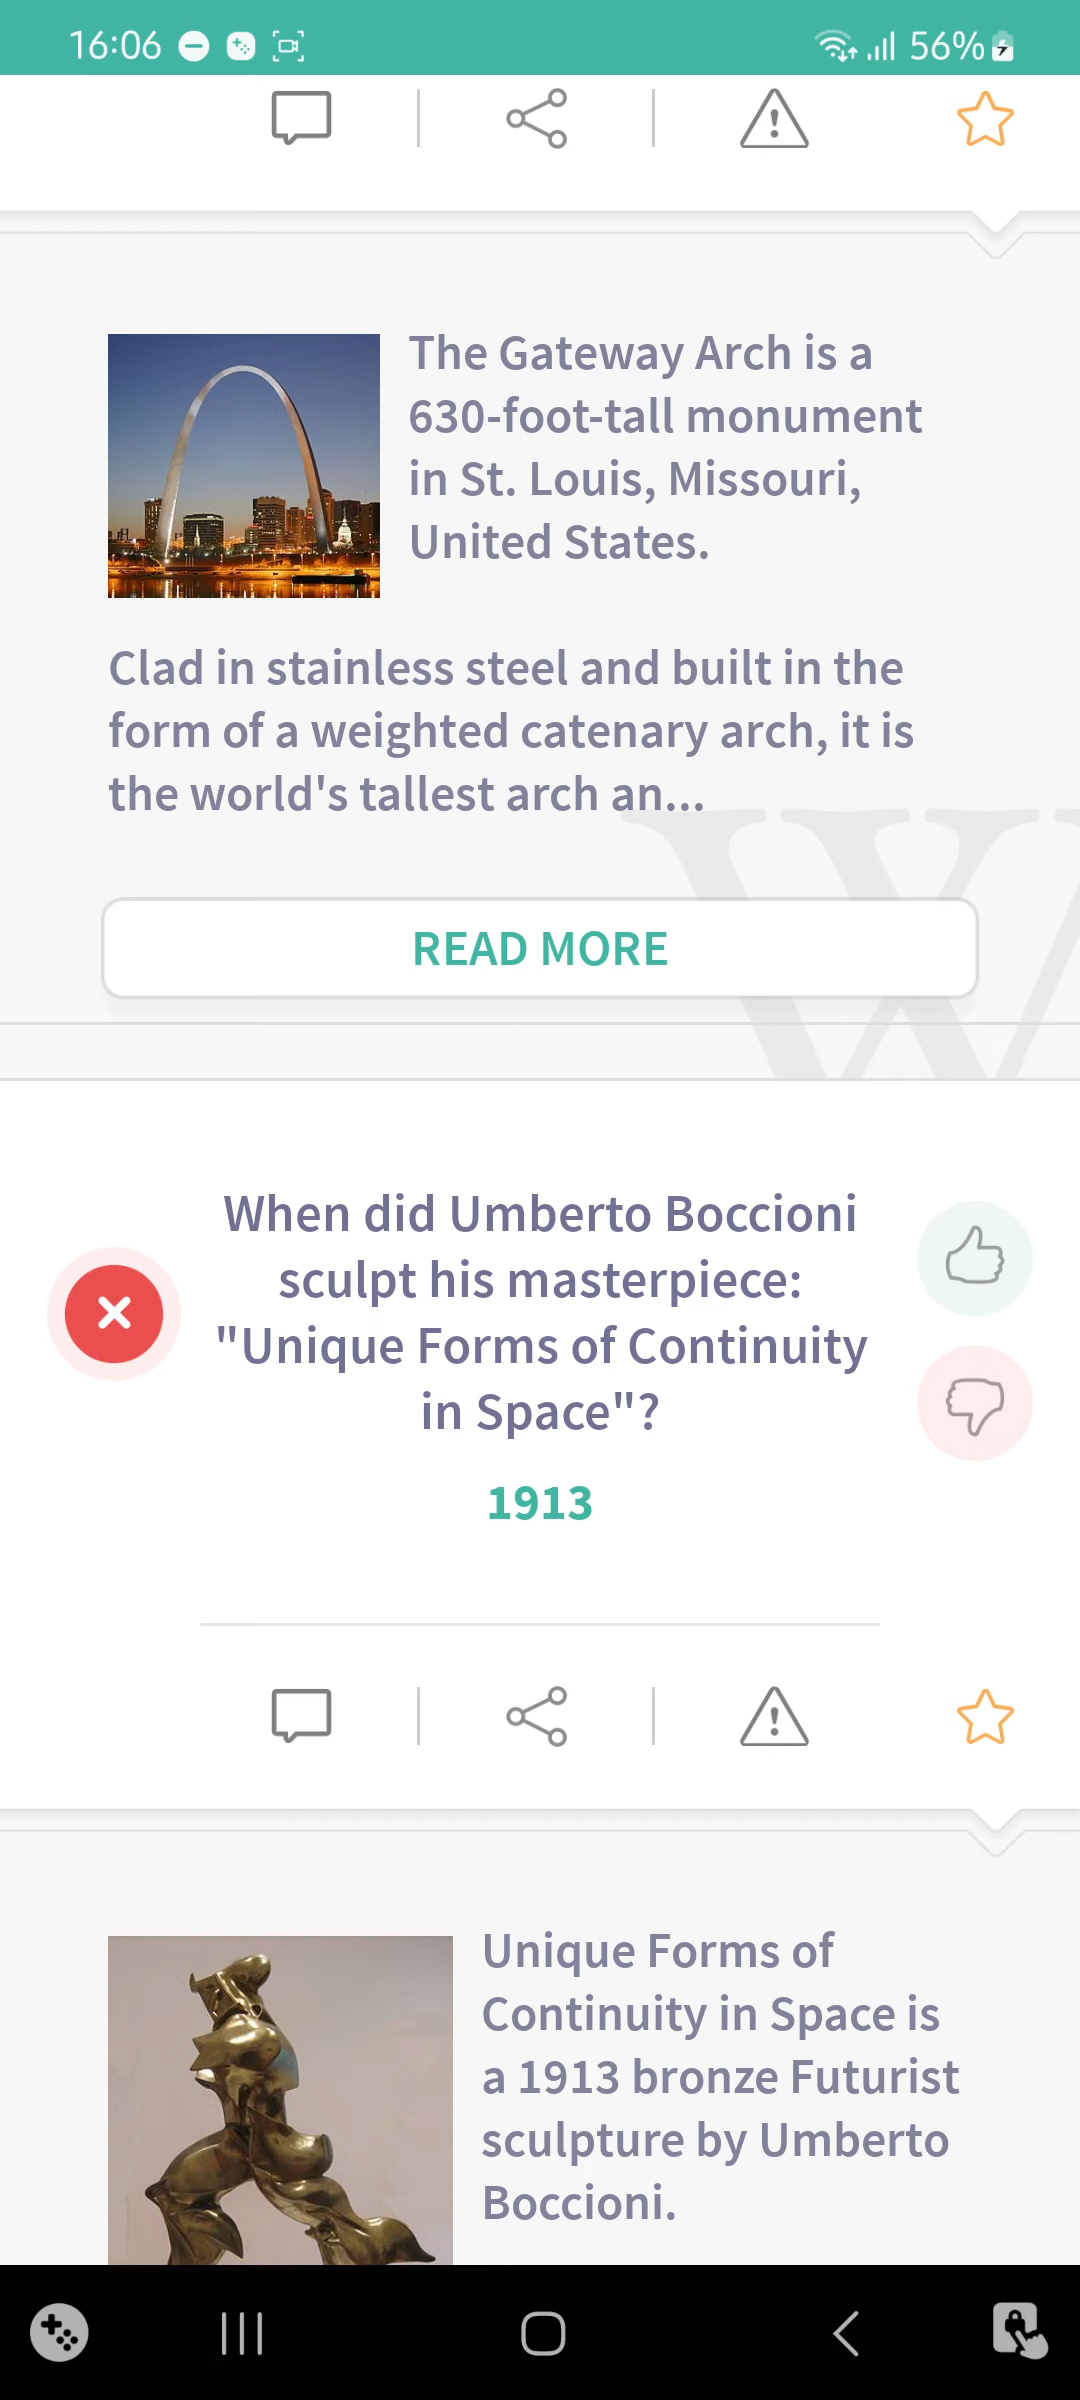 16:06
56%
The Gateway Arch is a
630-foot-tall monument
in St. Louis, Missouri,
United States.
Clad in stainless steel and built in the
form of a weighted catenary arch, it is
the world's tallest arch an...
READ MORE
When did Umberto Boccioni
sculpt his masterpiece:
"Unique Forms of Continuity
in Space"?
1913
Unique Forms of
Continuity in Space is
a 1913 bronze Futurist
sculpture by Umberto
Boccioni.